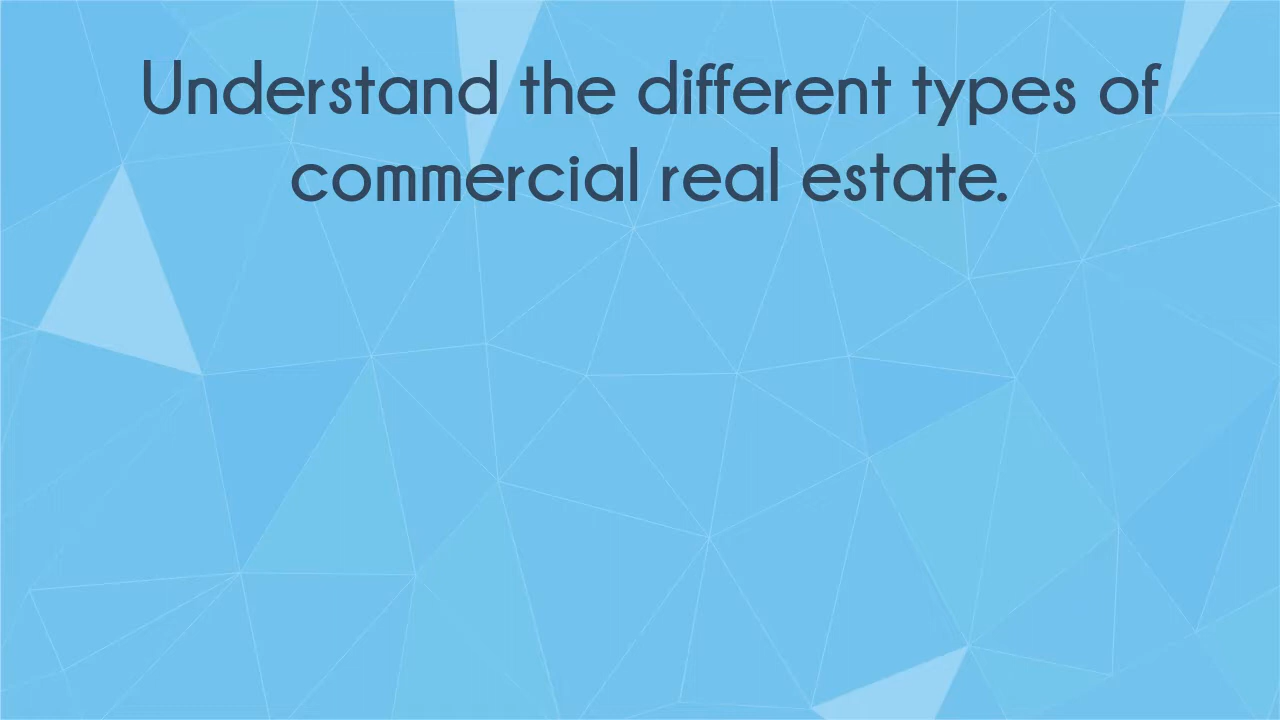 Understand the different types of
commercial real estate.